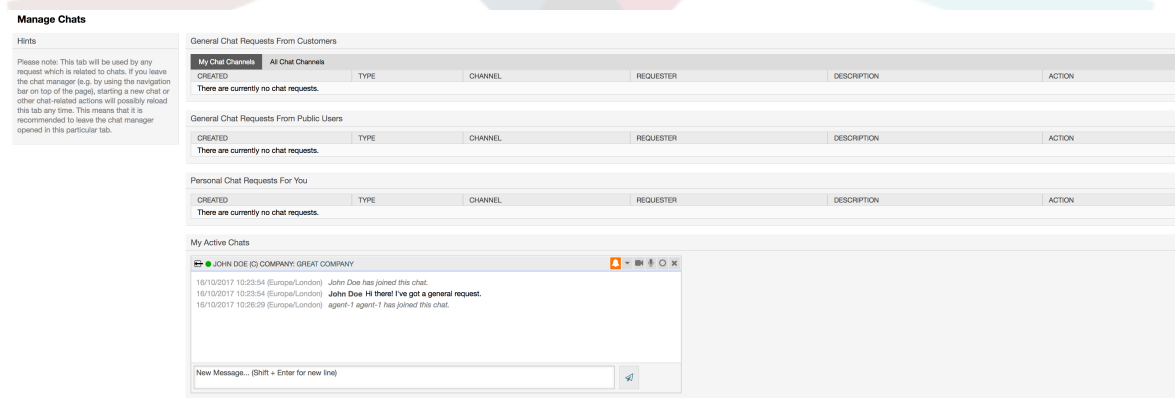 Manage Chats
Hints
Please note: This tab will be used by any
request which is related to chats. If you leave
the chat manager (e.g. by using the navigation
bar on top of the page), starting a new chat or
other chat-related actions will possibly reload
this tab any time. This means that it is
recommended to leave the chat manager
opened in this particular tab.
General Chat Requests From Customers
My Chat Channels All Chat Channels
CREATED TYPE CHANNEL REQUESTER DESCRIPTION ACTION
There are currently no chat requests.
General Chat Requests From Public Users
CREATED TYPE CHANNEL REQUESTER DESCRIPTION ACTION
There are currently no chat requests.
Personal Chat Requests For You
CREATED TYPE CHANNEL REQUESTER DESCRIPTION ACTION
There are currently no chat requests.
My Active Chats
JOHN DOE (C) COMPANY: GREAT COMPANY
16/10/2017 10:23:54 (Europe/London) John Doe has joined this chat.
16/10/2017 10:23:54 (Europe/London) John Doe Hi there! I've got a general request.
16/10/2017 10:26:29 (Europe/London) agent-1 agent-1 has joined this chat.
New Message... (Shift + Enter for new line)